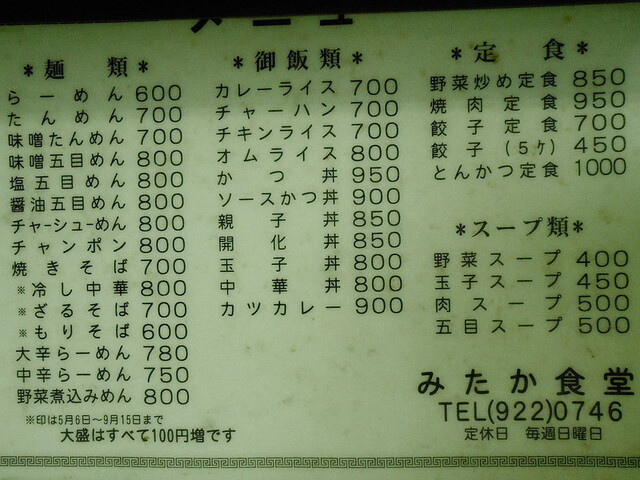 メニュー
*麺類*
らーめん 600
たんめん 700
味噌たんめん 700
味噌五目めん 800
塩五目めん 800
醤油五目めん 800
チャーシューめん 800
チャンポン 800
焼きそば 700
※冷し中華 800
※ざるそば 700
※もりそば 600
大辛らーめん 780
中辛らーめん 750
野菜煮込みめん 800
※印は5月6日～9月15日まで
大盛はすべて100円増です
*御飯類*
カレーライス 700
チャーハン 700
チキンライス 700
オムライス 800
かつ丼 950
ソースかつ丼 900
親子丼 850
開化丼 850
玉子丼 800
中華丼 800
カツカレー 900
*定食*
野菜炒め定食 850
焼肉定食 950
餃子定食 700
餃子(5ヶ) 450
とんかつ定食 1000
*スープ類*
野菜スープ 400
玉子スープ 450
肉スープ 500
五目スープ 500
みたか食堂
TEL(922)0746
定休日 毎週日曜日